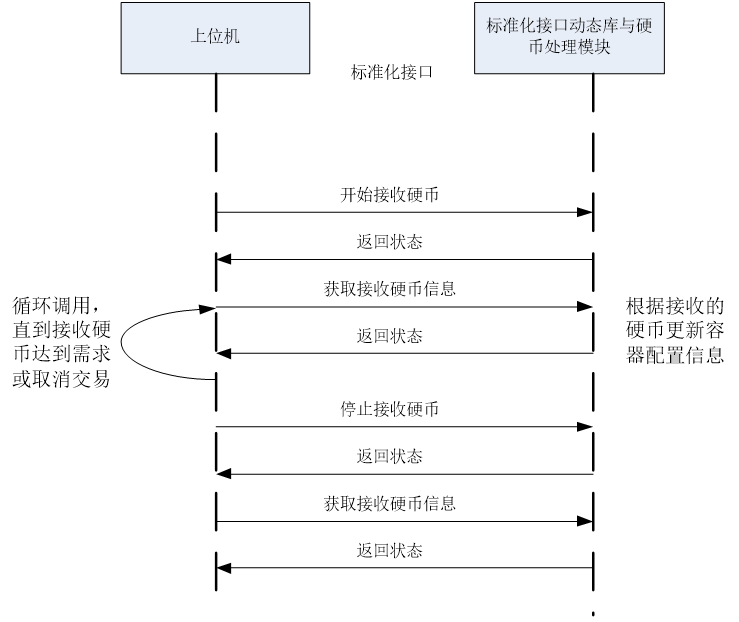 上位机
标准化接口动态库与硬
币处理模块
标准化接口
开始接收硬币
返回状态
获取接收硬币信息
返回状态
循环调用，
直到接收硬
币达到需求
或取消交易
根据接收的
硬币更新容
器配置信息
停止接收硬币
返回状态
获取接收硬币信息
返回状态